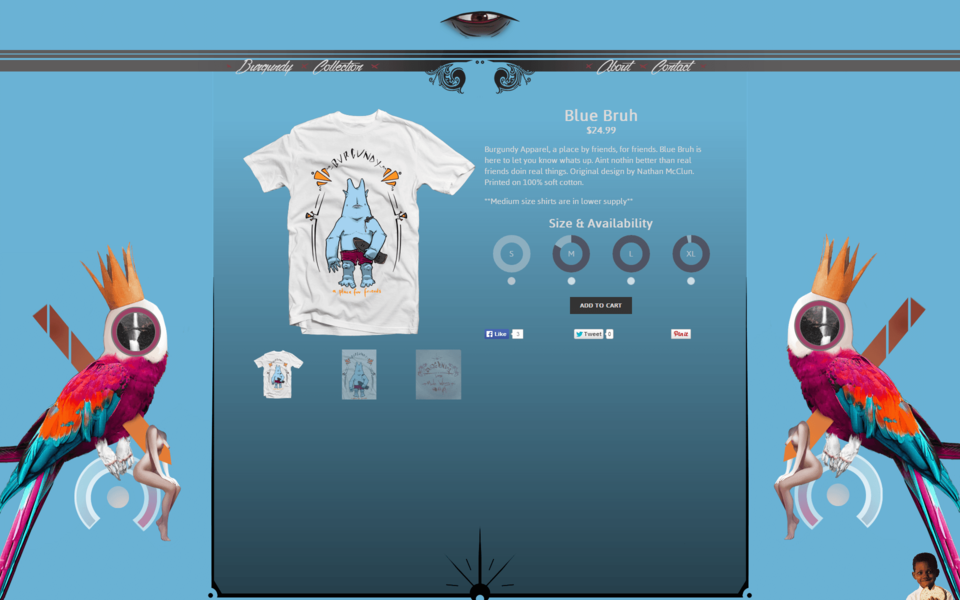 Burgundy
Collection
About
Contact
BURGUNDY
a place for friends
Blue Bruh
$24.99
Burgundy Apparel, a place by friends, for friends. Blue Bruh is
here to let you know whats up. Aint nothin better than real
friends doin real things. Original design by Nathan McClun.
Printed on 100% soft cotton.
**Medium size shirts are in lower supply**
Size & Availability
S
M
L
XL
ADD TO CART
Like
3
Tweet
0
Pin it